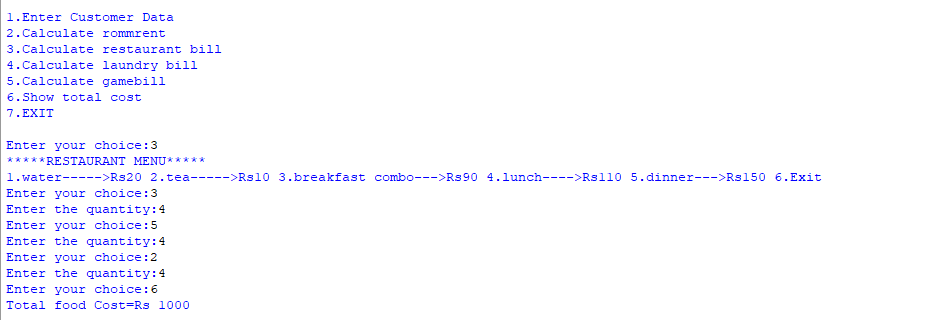 1.Enter Customer Data
2.Calculate rommrent
3.Calculate restaurant bill
4.Calculate laundry bill
5.Calculate gamebill
6.Show total cost
7.EXIT
Enter your choice:3
*****RESTAURANT MENU*****
1.water----->Rs20 2.tea----->Rs10 3.breakfast combo--->Rs90 4.lunch---->Rs110 5.dinner--->Rs150 6.Exit
Enter your choice:3
Enter the quantity:4
Enter your choice:5
Enter the quantity:4
Enter your choice:2
Enter the quantity:4
Enter your choice:6
Total food Cost=Rs 1000